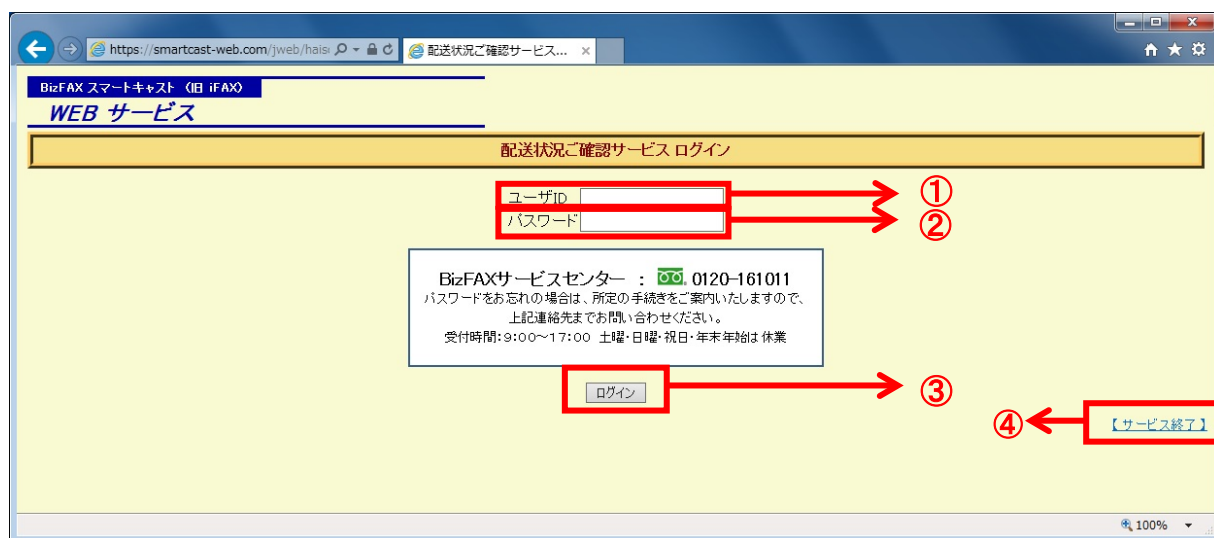 https://smartcast-web.com/jweb/hais
配送状況ご確認サービス...
BizFAX スマートキャスト（旧 iFAX）
WEB サービス
配送状況ご確認サービス ログイン
ユーザID ①
パスワード ②
BizFAXサービスセンター ： 0120-161011
パスワードをお忘れの場合は、所定の手続きをご案内いたしますので、
上記連絡先までお問い合わせください。
受付時間:9:00～17:00 土曜・日曜・祝日・年末年始は休業
ログイン ③
④ 【サービス終了】
100%